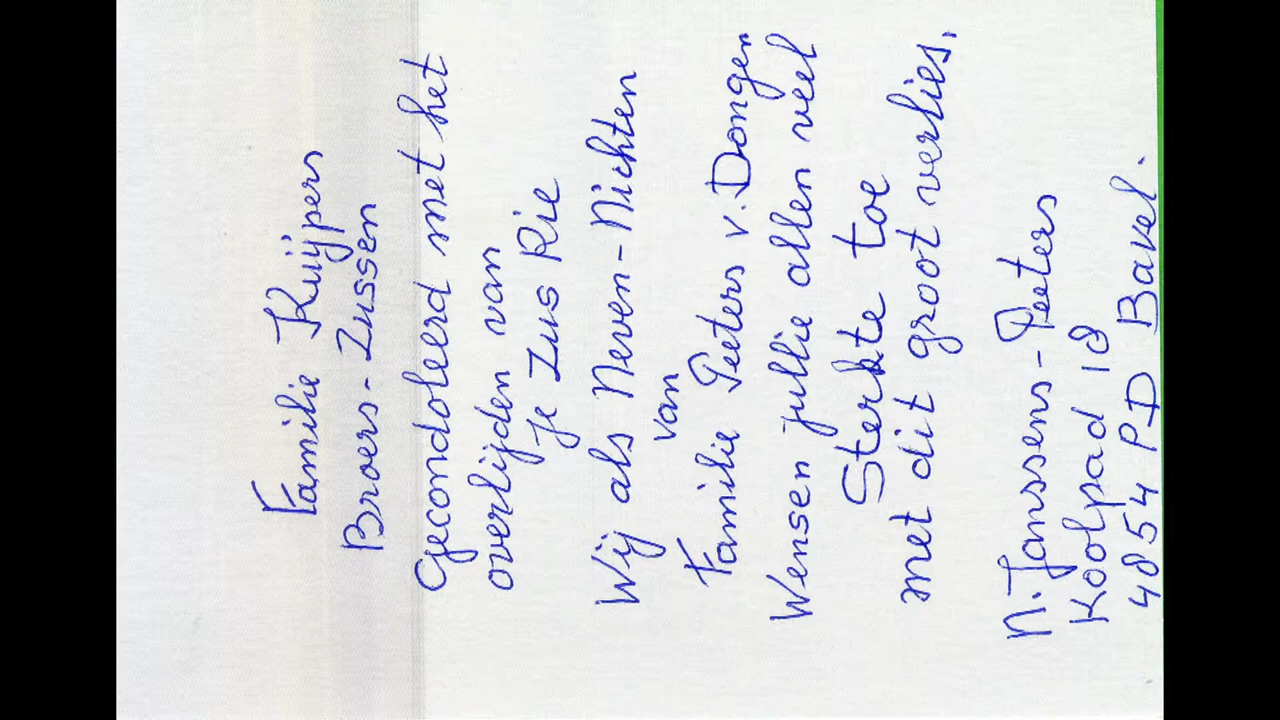 Familie Kuijpers
Broers - Zussen
Gecondoleerd met het
overlijden van
je Zus Rie
Wij als Neven - Nichten
van
Familie Peeters v. Dongen
Wensen jullie allen veel
Sterkte toe
met dit groot verlies.
N. Janssens - Peeters
Koolpad 18
4854 PD Bavel.